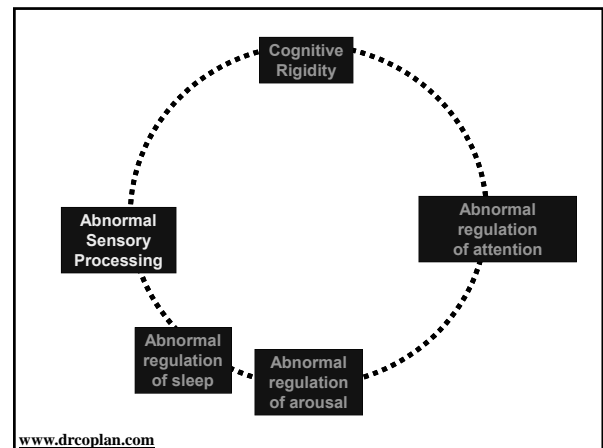 Cognitive
Rigidity
Abnormal
regulation
of attention
Abnormal
Sensory
Processing
Abnormal
regulation
of sleep
Abnormal
regulation
of arousal
www.drcoplan.com